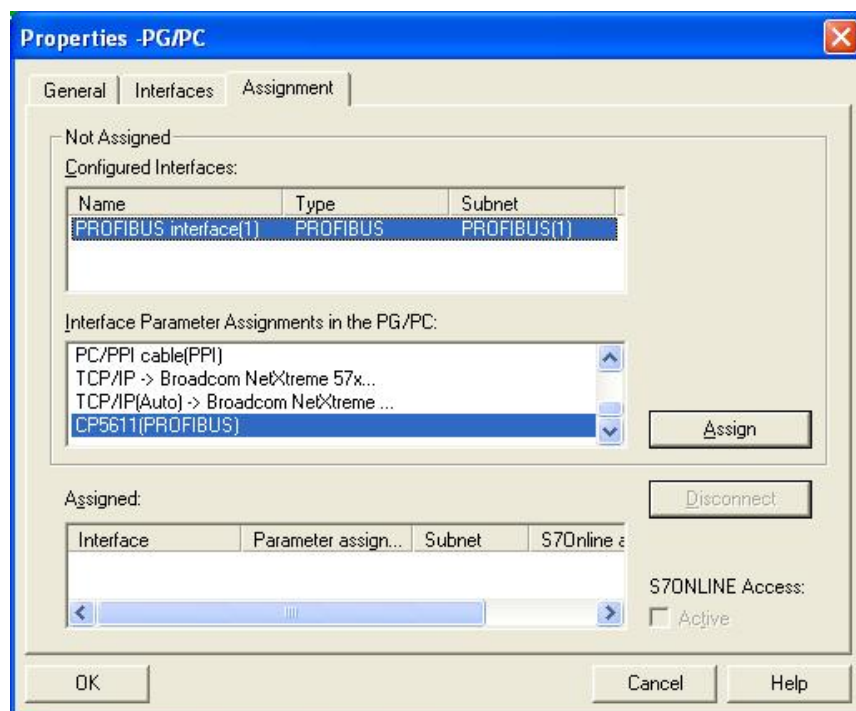 Properties -PG/PC
General Interfaces Assignment
Not Assigned
Configured Interfaces:
Name Type Subnet
PROFIBUS interface(1) PROFIBUS PROFIBUS(1)
Interface Parameter Assignments in the PG/PC:
PC/PPI cable(PPI)
TCP/IP -> Broadcom NetXtreme 57x...
TCP/IP(Auto) -> Broadcom NetXtreme ...
CP5611(PROFIBUS)
Assign
Assigned:
Disconnect
Interface Parameter assign... Subnet S7Online a
S7ONLINE Access:
Active
OK Cancel Help